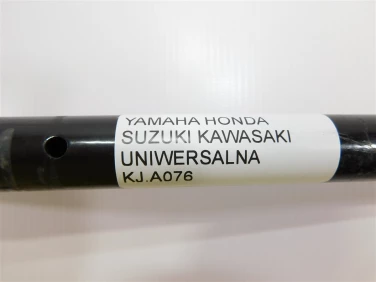 YAMAHA HONDA
SUZUKI KAWASAKI
UNIWERSALNA
KJ.A076